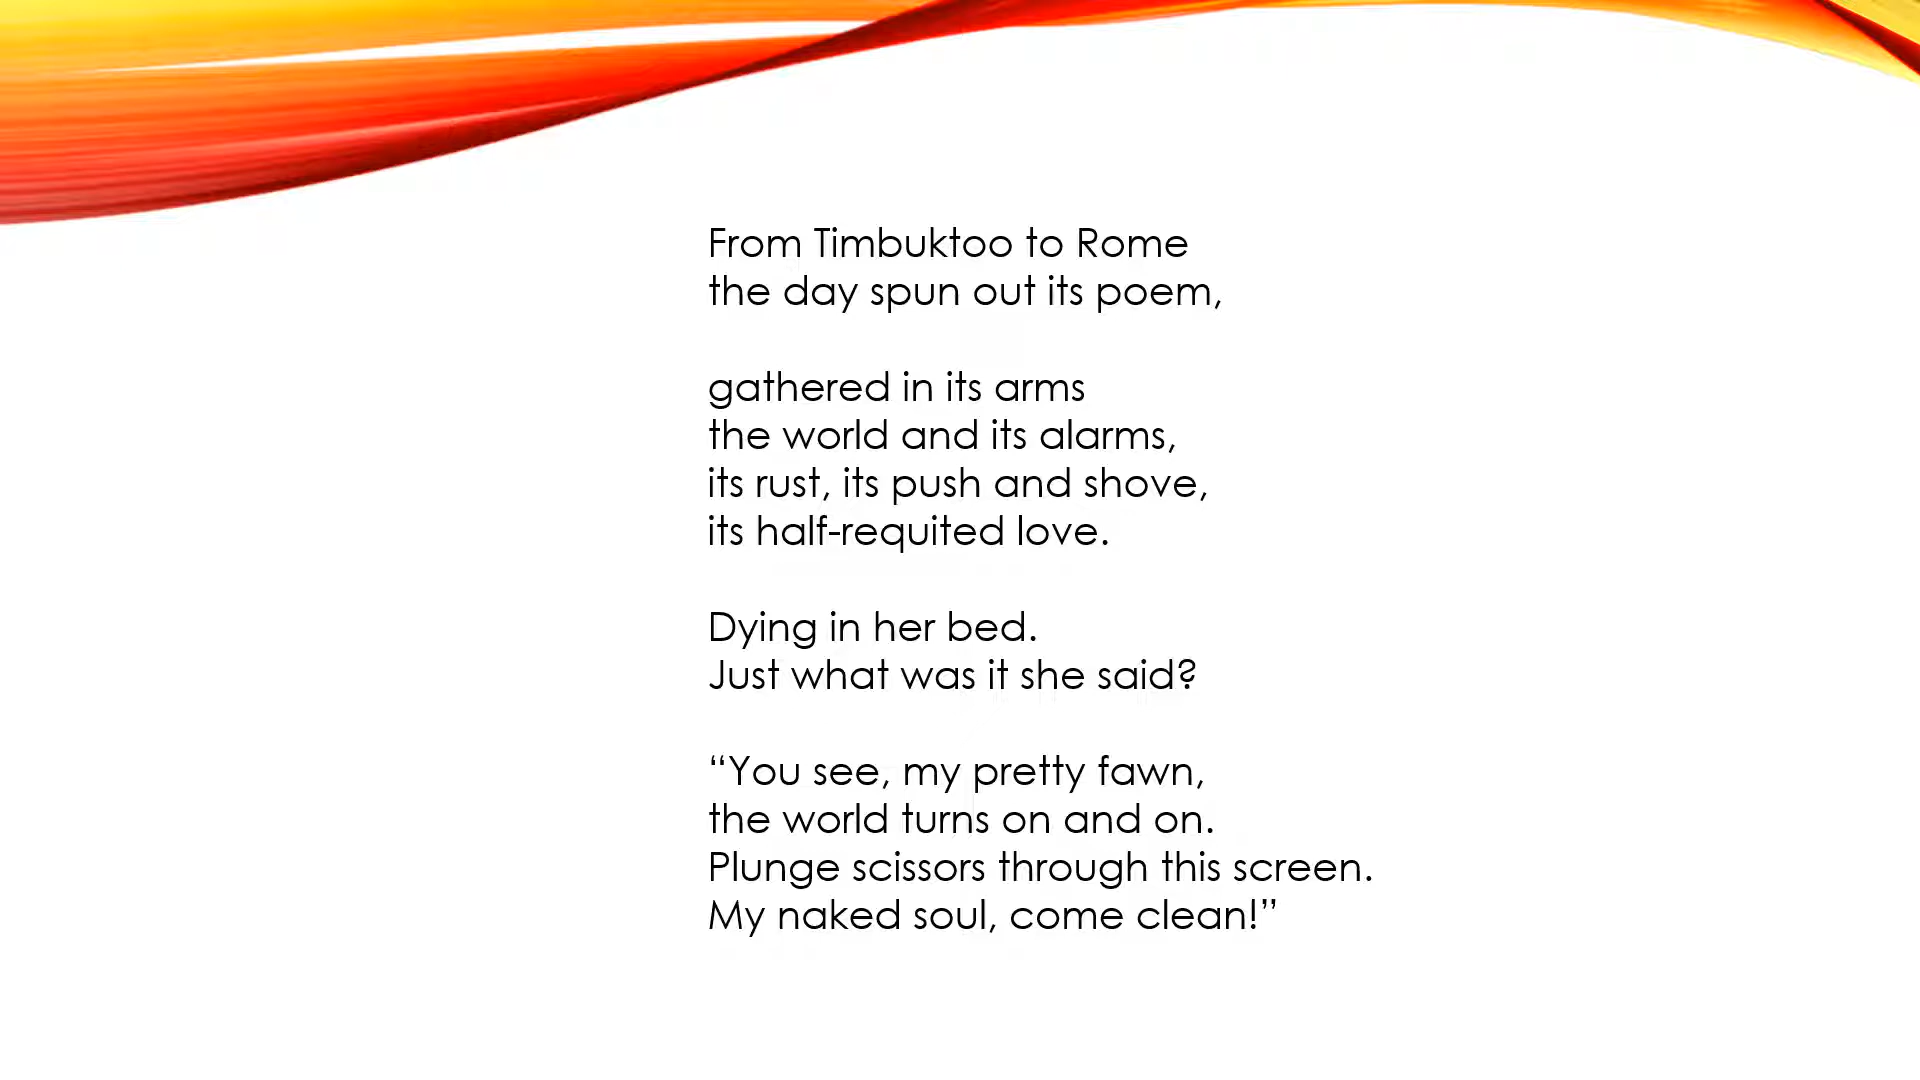 From Timbuktoo to Rome
the day spun out its poem,
gathered in its arms
the world and its alarms,
its rust, its push and shove,
its half-requited love.
Dying in her bed.
Just what was it she said?
“You see, my pretty fawn,
the world turns on and on.
Plunge scissors through this screen.
My naked soul, come clean!”